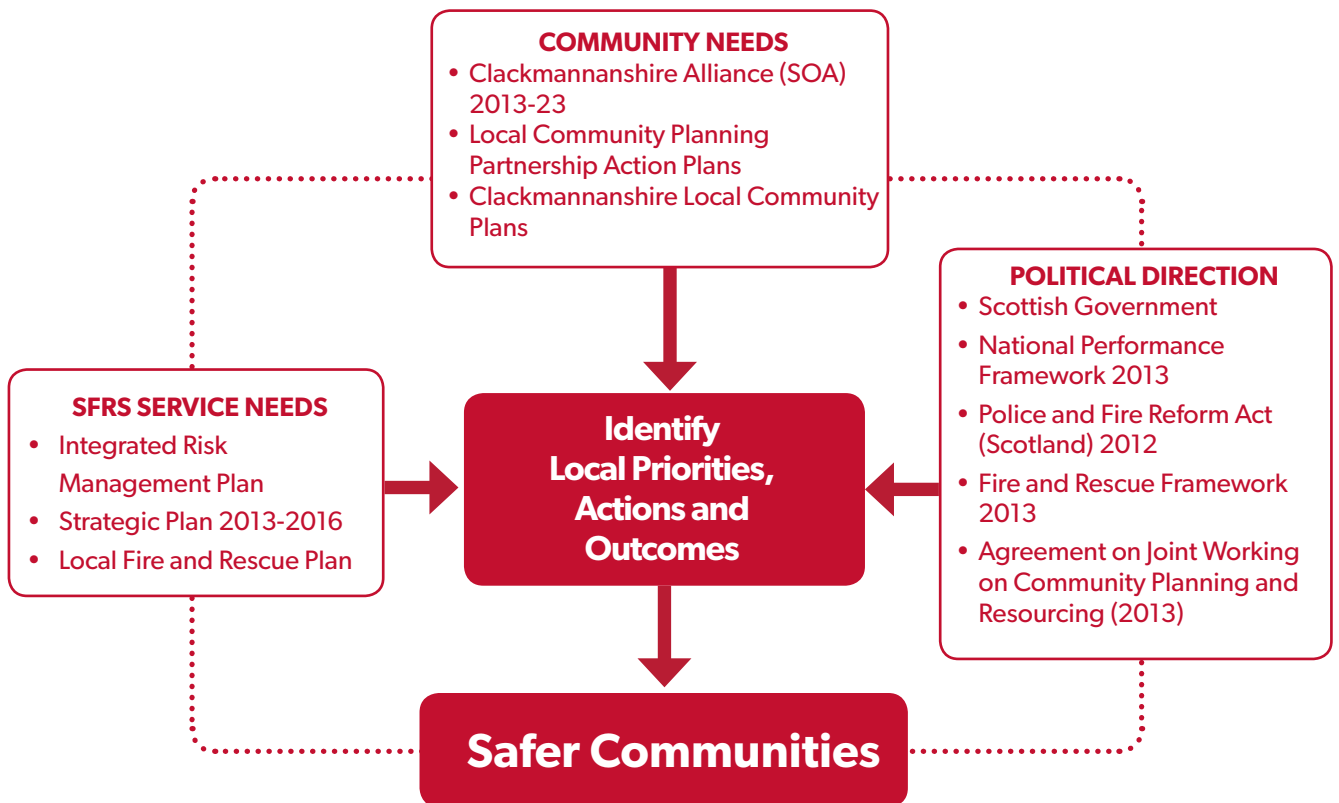 COMMUNITY NEEDS
• Clackmannanshire Alliance (SOA)
2013-23
• Local Community Planning
Partnership Action Plans
• Clackmannanshire Local Community
Plans
POLITICAL DIRECTION
• Scottish Government
• National Performance
Framework 2013
• Police and Fire Reform Act
(Scotland) 2012
• Fire and Rescue Framework
2013
• Agreement on Joint Working
on Community Planning and
Resourcing (2013)
SFRS SERVICE NEEDS
• Integrated Risk
Management Plan
• Strategic Plan 2013-2016
• Local Fire and Rescue Plan
Identify
Local Priorities,
Actions and
Outcomes
Safer Communities